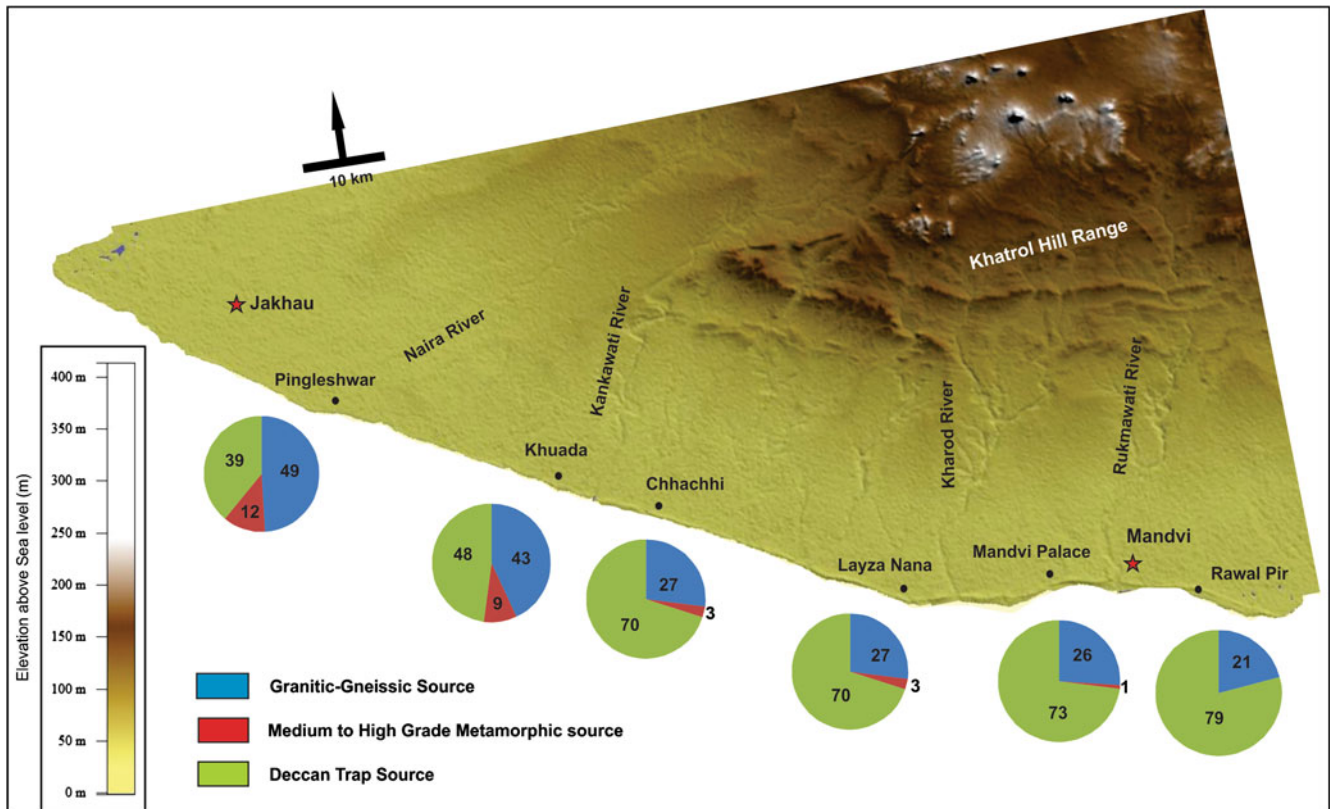 10 km
Khatrol Hill Range
Jakhau
Naira River
Kankawati River
Pingleshwar
Kharod River
Rukmawati River
Khuada
Chhachhi
Layza Nana
Mandvi Palace
Mandvi
Rawal Pir
Elevation above Sea level (m)
400 m
350 m
300 m
250 m
200 m
150 m
100 m
50 m
0 m
39
49
12
48
43
9
27
3
70
27
3
70
26
1
73
21
79
Granitic-Gneissic Source
Medium to High Grade Metamorphic source
Deccan Trap Source